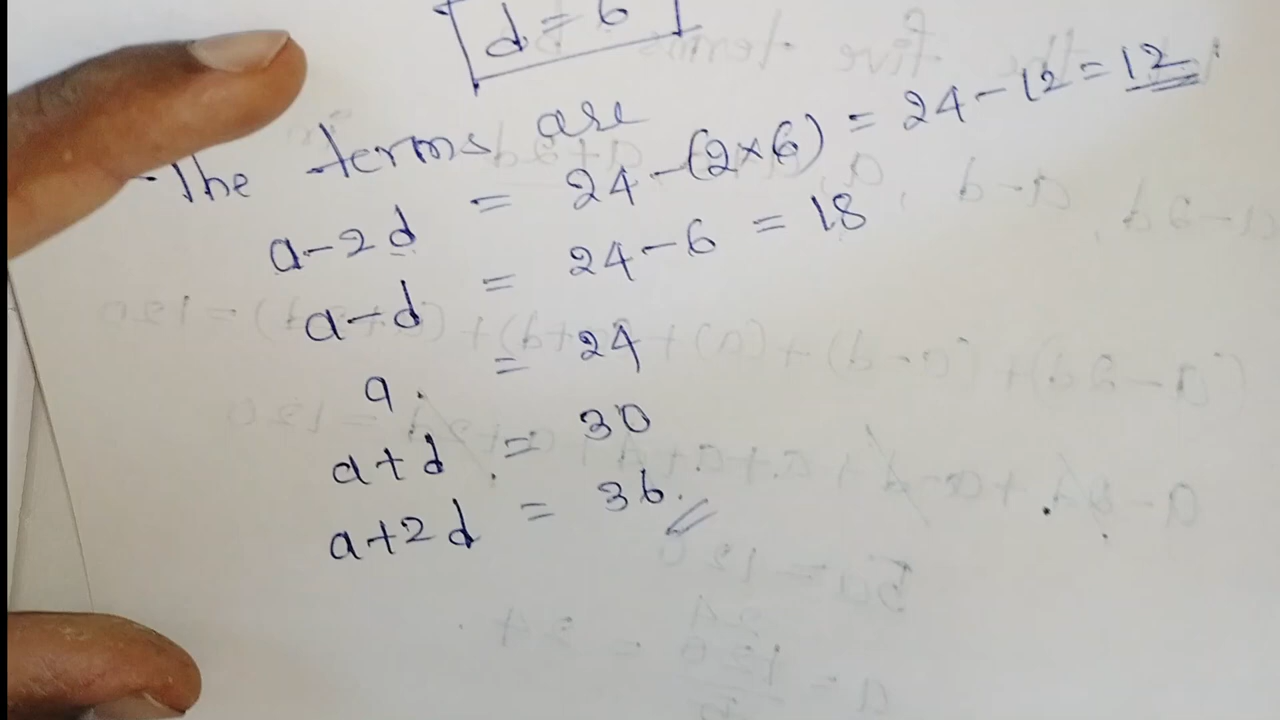 d = 6
The terms are
a-2d = 24-(2×6) = 24-12 = 12
a-d = 24-6 = 18
a = 24
a+d = 30
a+2d = 36